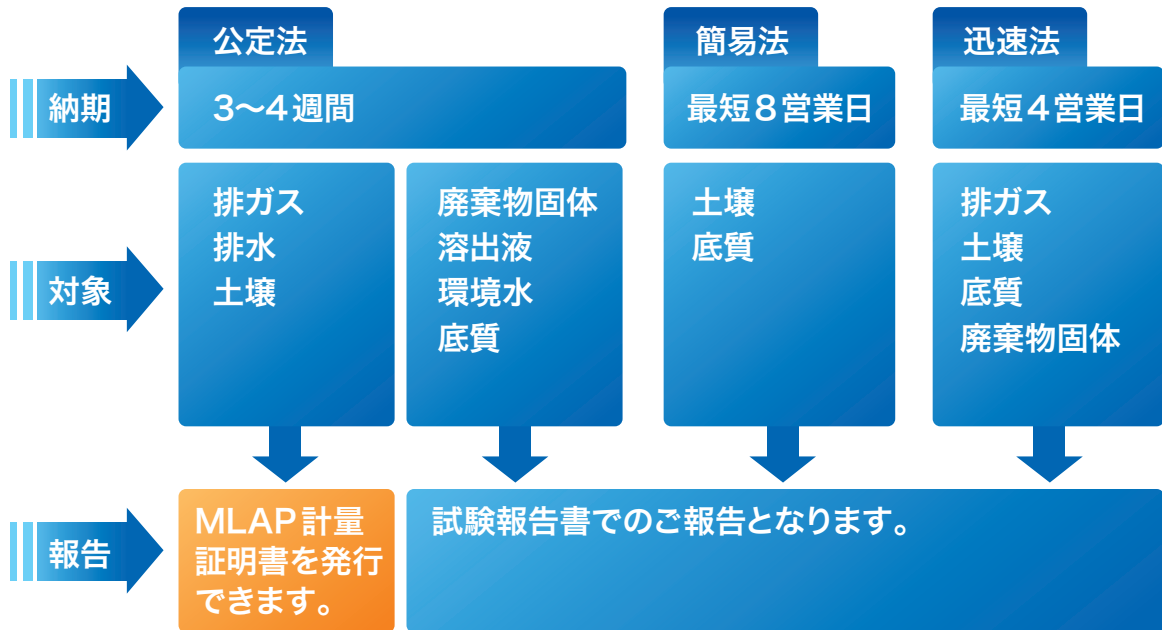 公定法
簡易法
迅速法
納期
3〜4週間
最短8営業日
最短4営業日
対象
排ガス
排水
土壌
廃棄物固体
溶出液
環境水
底質
土壌
底質
排ガス
土壌
底質
廃棄物固体
報告
MLAP計量
証明書を発行
できます。
試験報告書でのご報告となります。